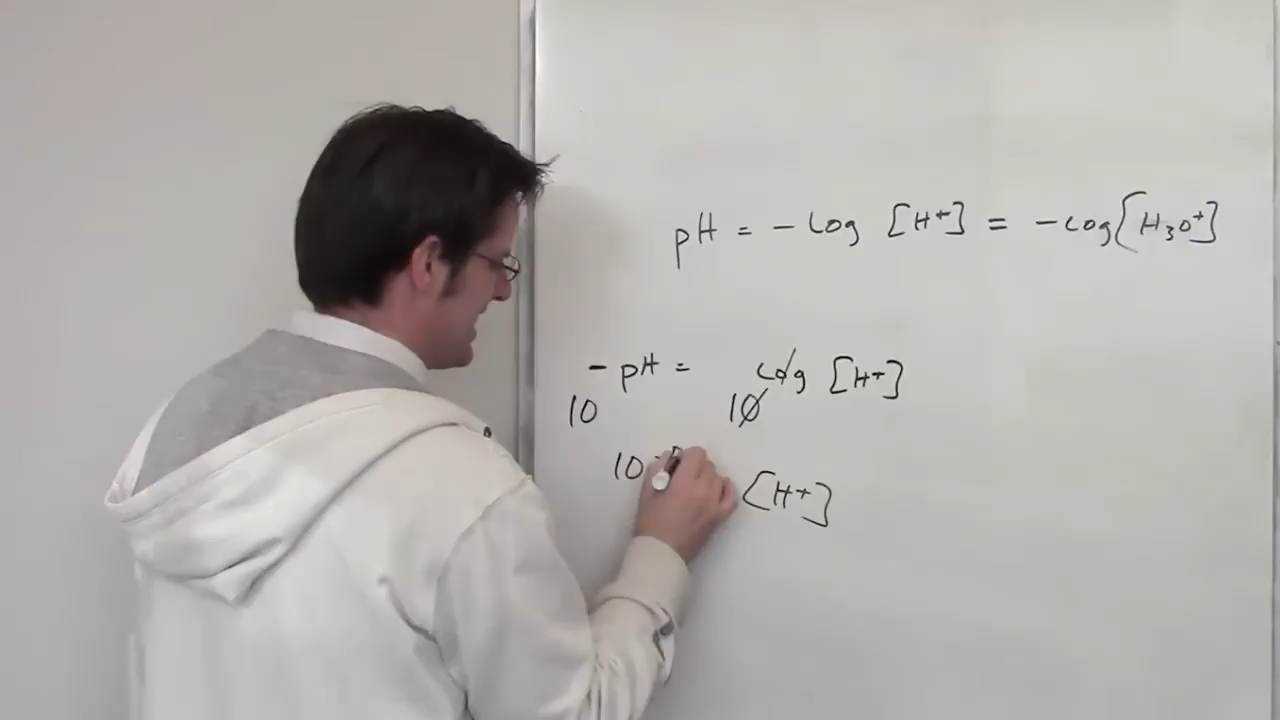 pH = - log [H+] = -log[H3O+]
10 - pH = 10 log [H+]
10 - [H+]